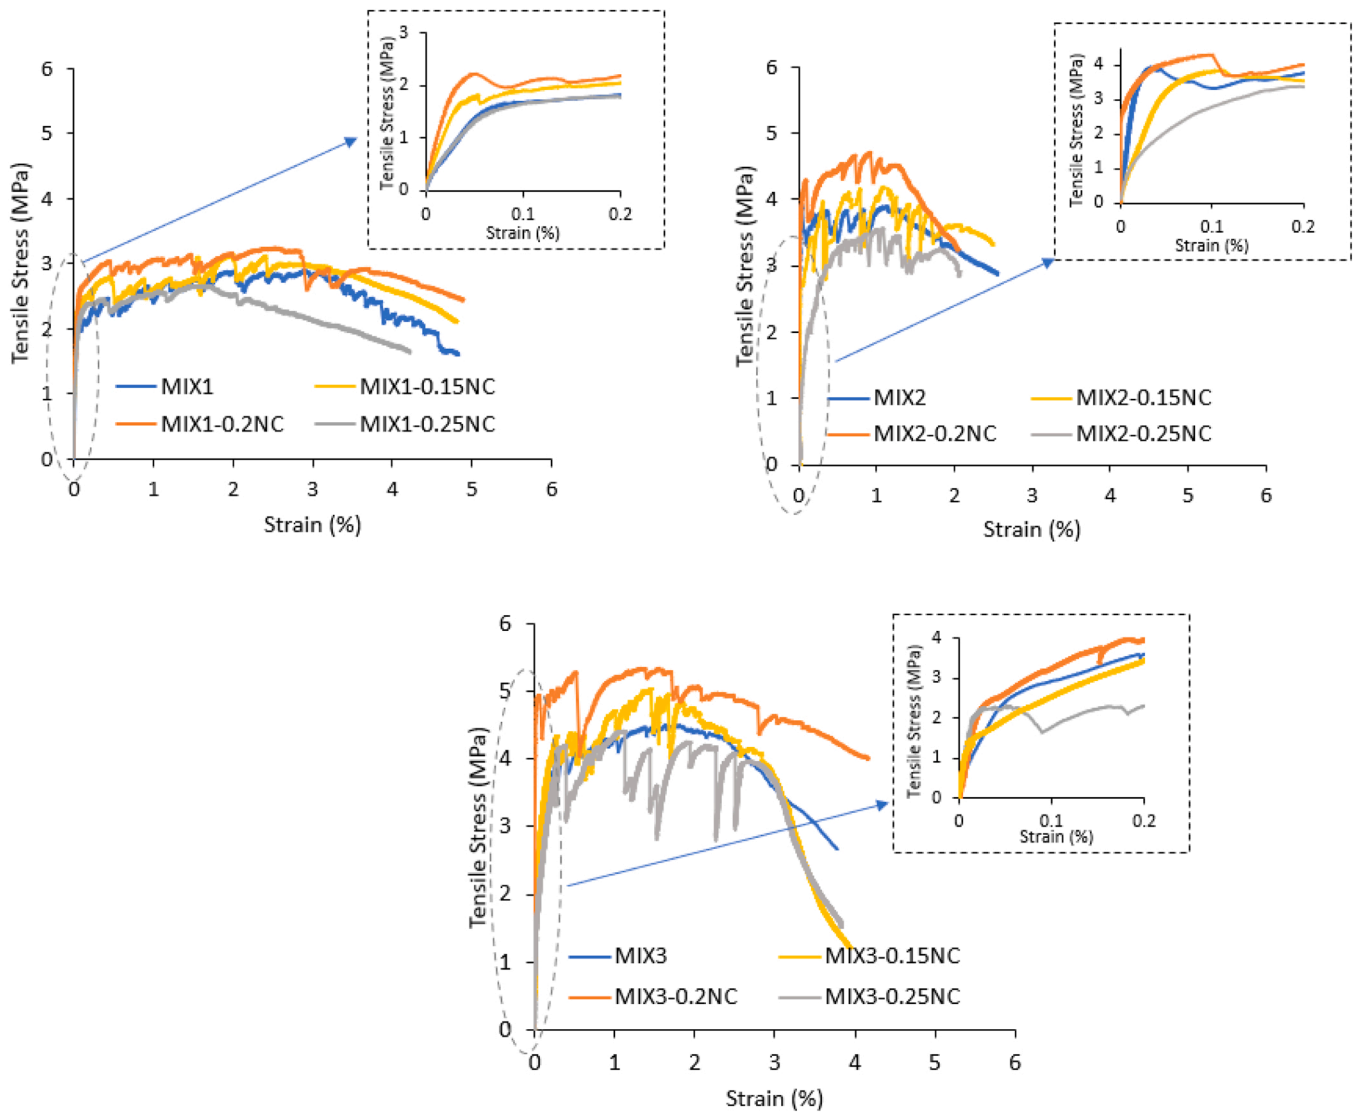 6
5
4
3
2
1
0
Tensile Stress (MPa)
0 1 2 3 4 5 6
Strain (%)
MIX1 MIX1-0.15NC
MIX1-0.2NC MIX1-0.25NC
3
2
1
0
Tensile Stress (MPa)
0 0.1 0.2
Strain (%)
6
5
4
3
2
1
0
Tensile Stress (MPa)
0 1 2 3 4 5 6
Strain (%)
MIX2 MIX2-0.15NC
MIX2-0.2NC MIX2-0.25NC
4
3
2
1
0
Tensile Stress (MPa)
0 0.1 0.2
Strain (%)
6
5
4
3
2
1
0
Tensile Stress (MPa)
0 1 2 3 4 5 6
Strain (%)
MIX3 MIX3-0.15NC
MIX3-0.2NC MIX3-0.25NC
4
3
2
1
0
Tensile Stress (MPa)
0 0.1 0.2
Strain (%)